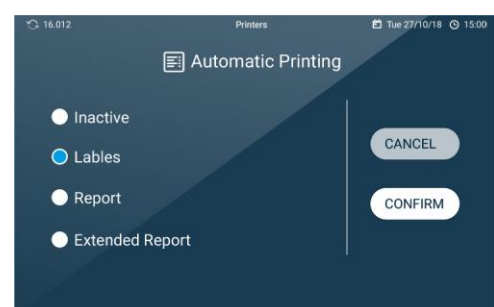 16.012 Printers Tue 27/10/18 15:00
Automatic Printing
Inactive
Lables
Report
Extended Report
CANCEL
CONFIRM